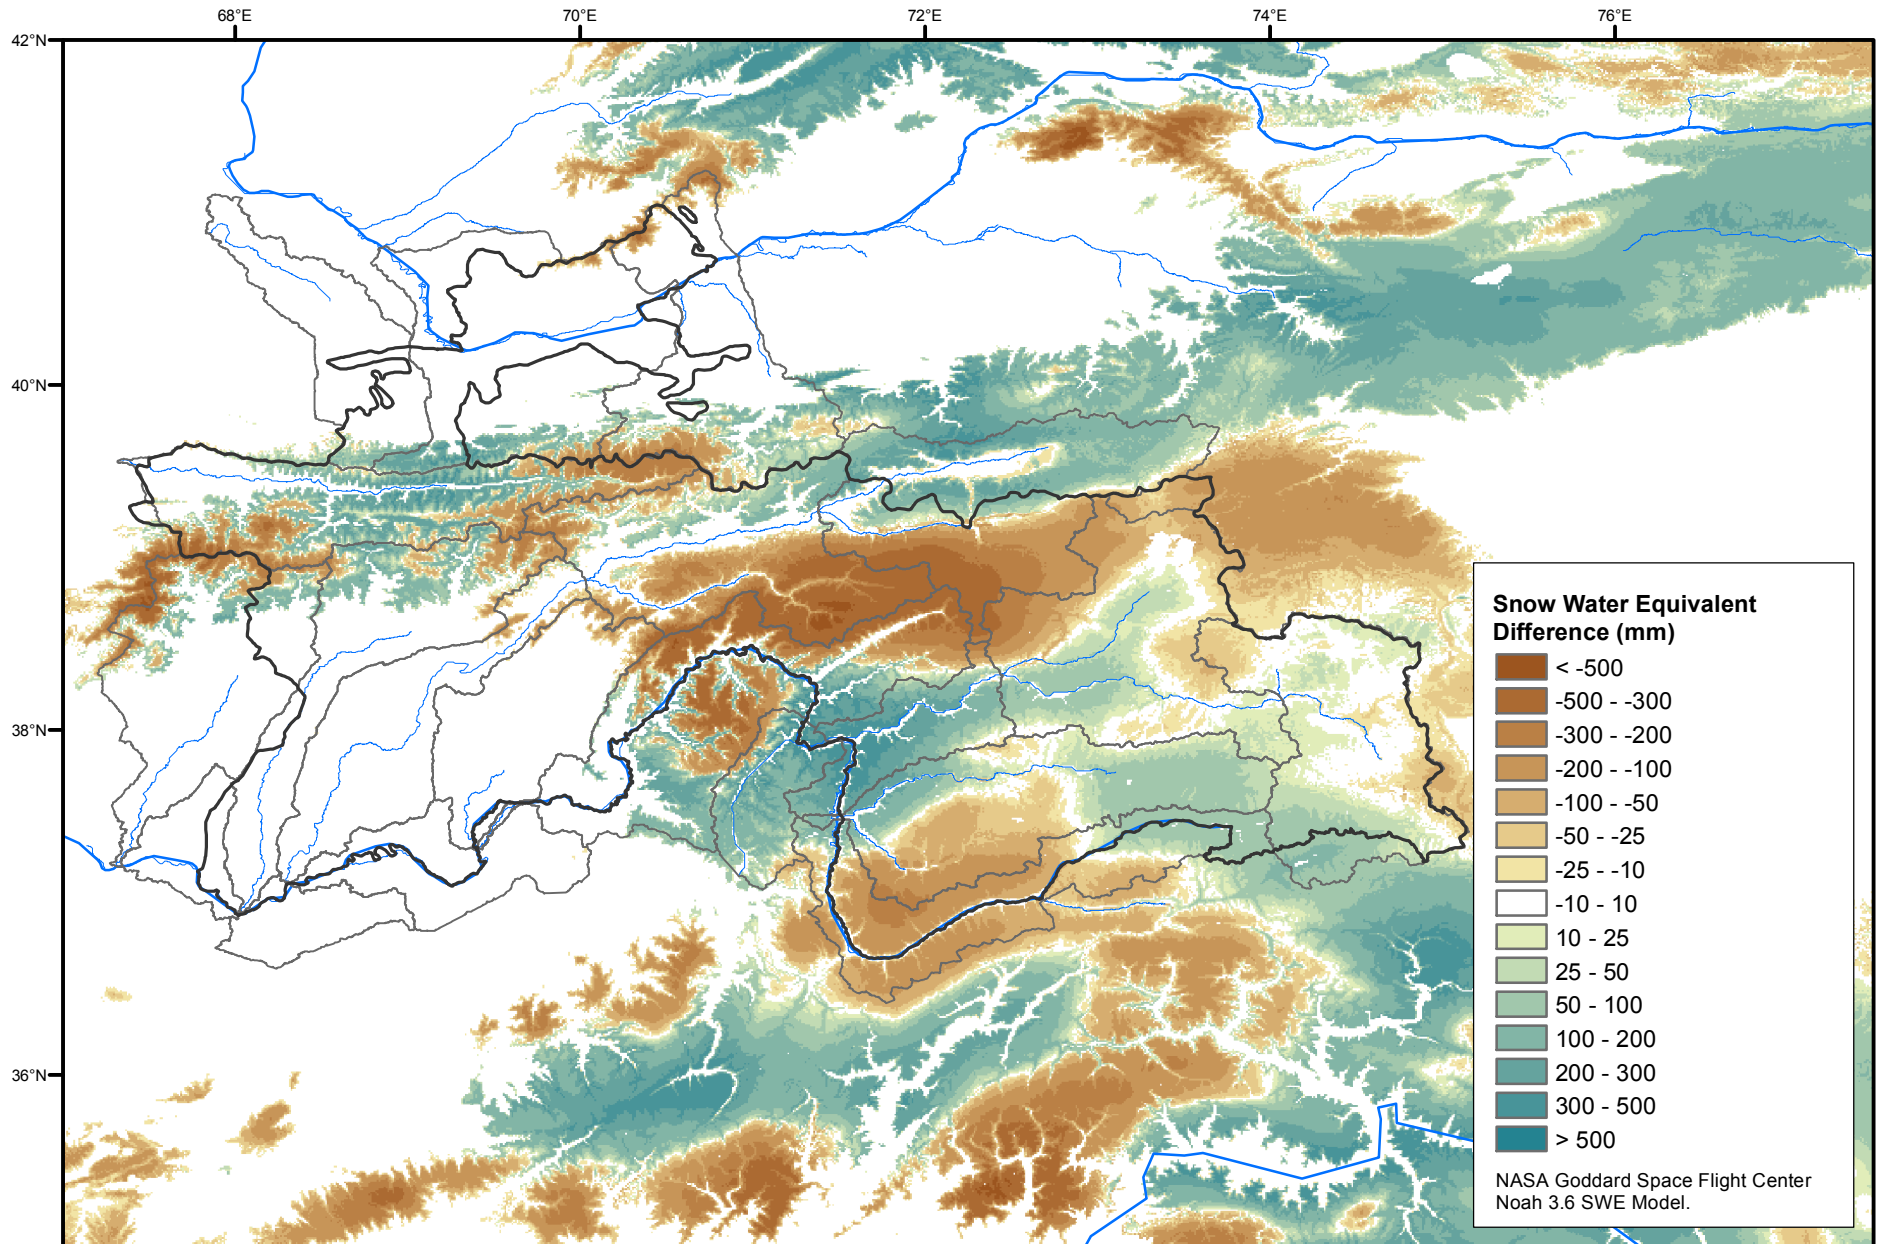 68°E
70°E
72°E
74°E
76°E
42°N
40°N
38°N
36°N
Snow Water Equivalent
Difference (mm)
< -500
-500 - -300
-300 - -200
-200 - -100
-100 - -50
-50 - -25
-25 - -10
-10 - 10
10 - 25
25 - 50
50 - 100
100 - 200
200 - 300
300 - 500
> 500
NASA Goddard Space Flight Center
Noah 3.6 SWE Model.